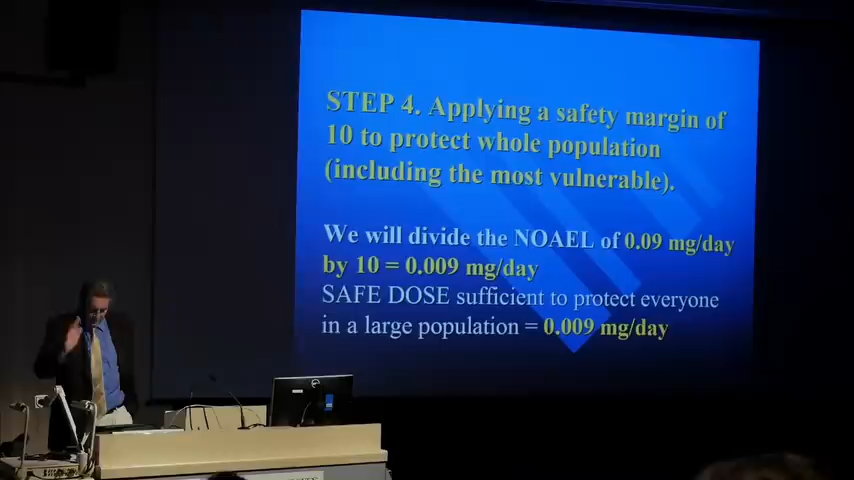 STEP 4. Applying a safety margin of
10 to protect whole population
(including the most vulnerable).
We will divide the NOAEL of 0.09 mg/day
by 10 = 0.009 mg/day
SAFE DOSE sufficient to protect everyone
in a large population = 0.009 mg/day